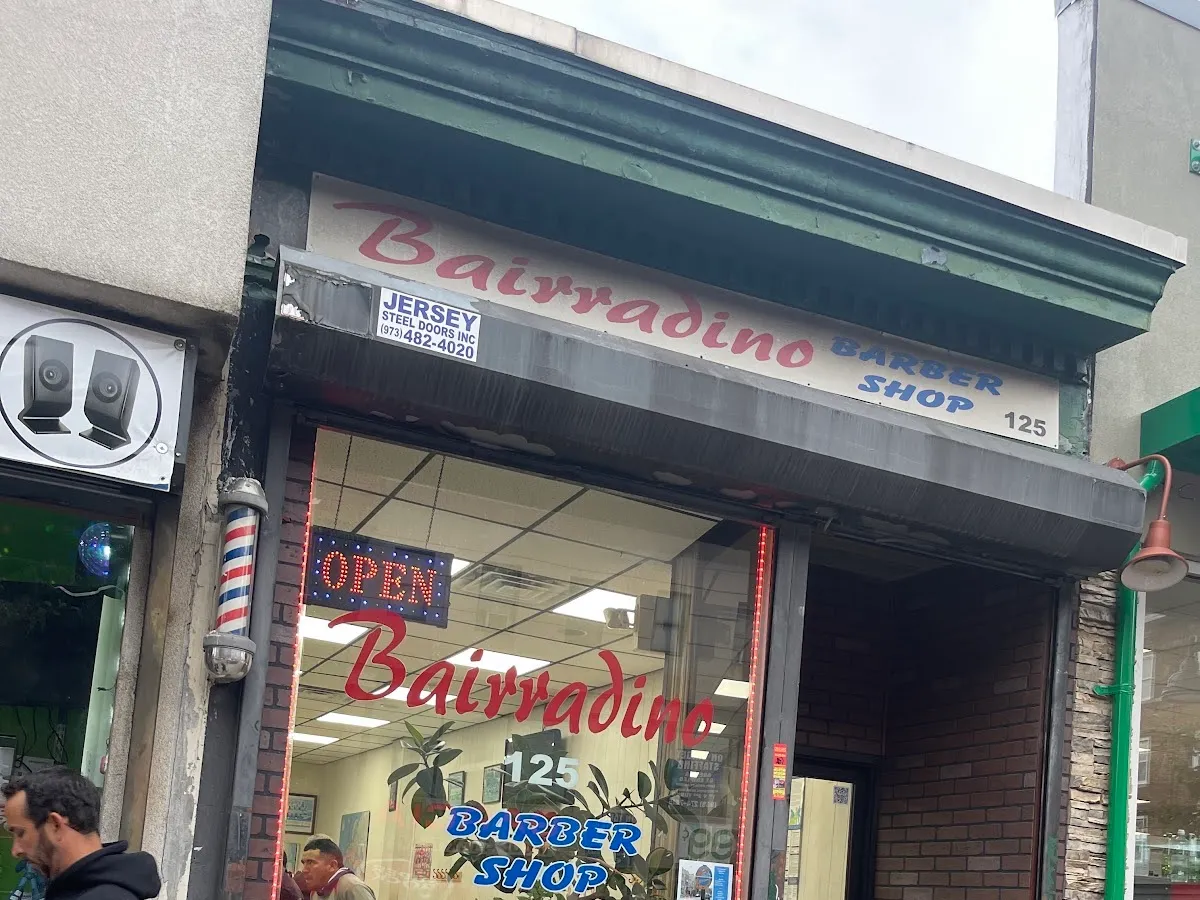 Bairradino
BARBER
SHOP
125
JERSEY
STEEL DOORS INC
(973) 482-4020
OPEN
Bairradino
125
BARBER
SHOP